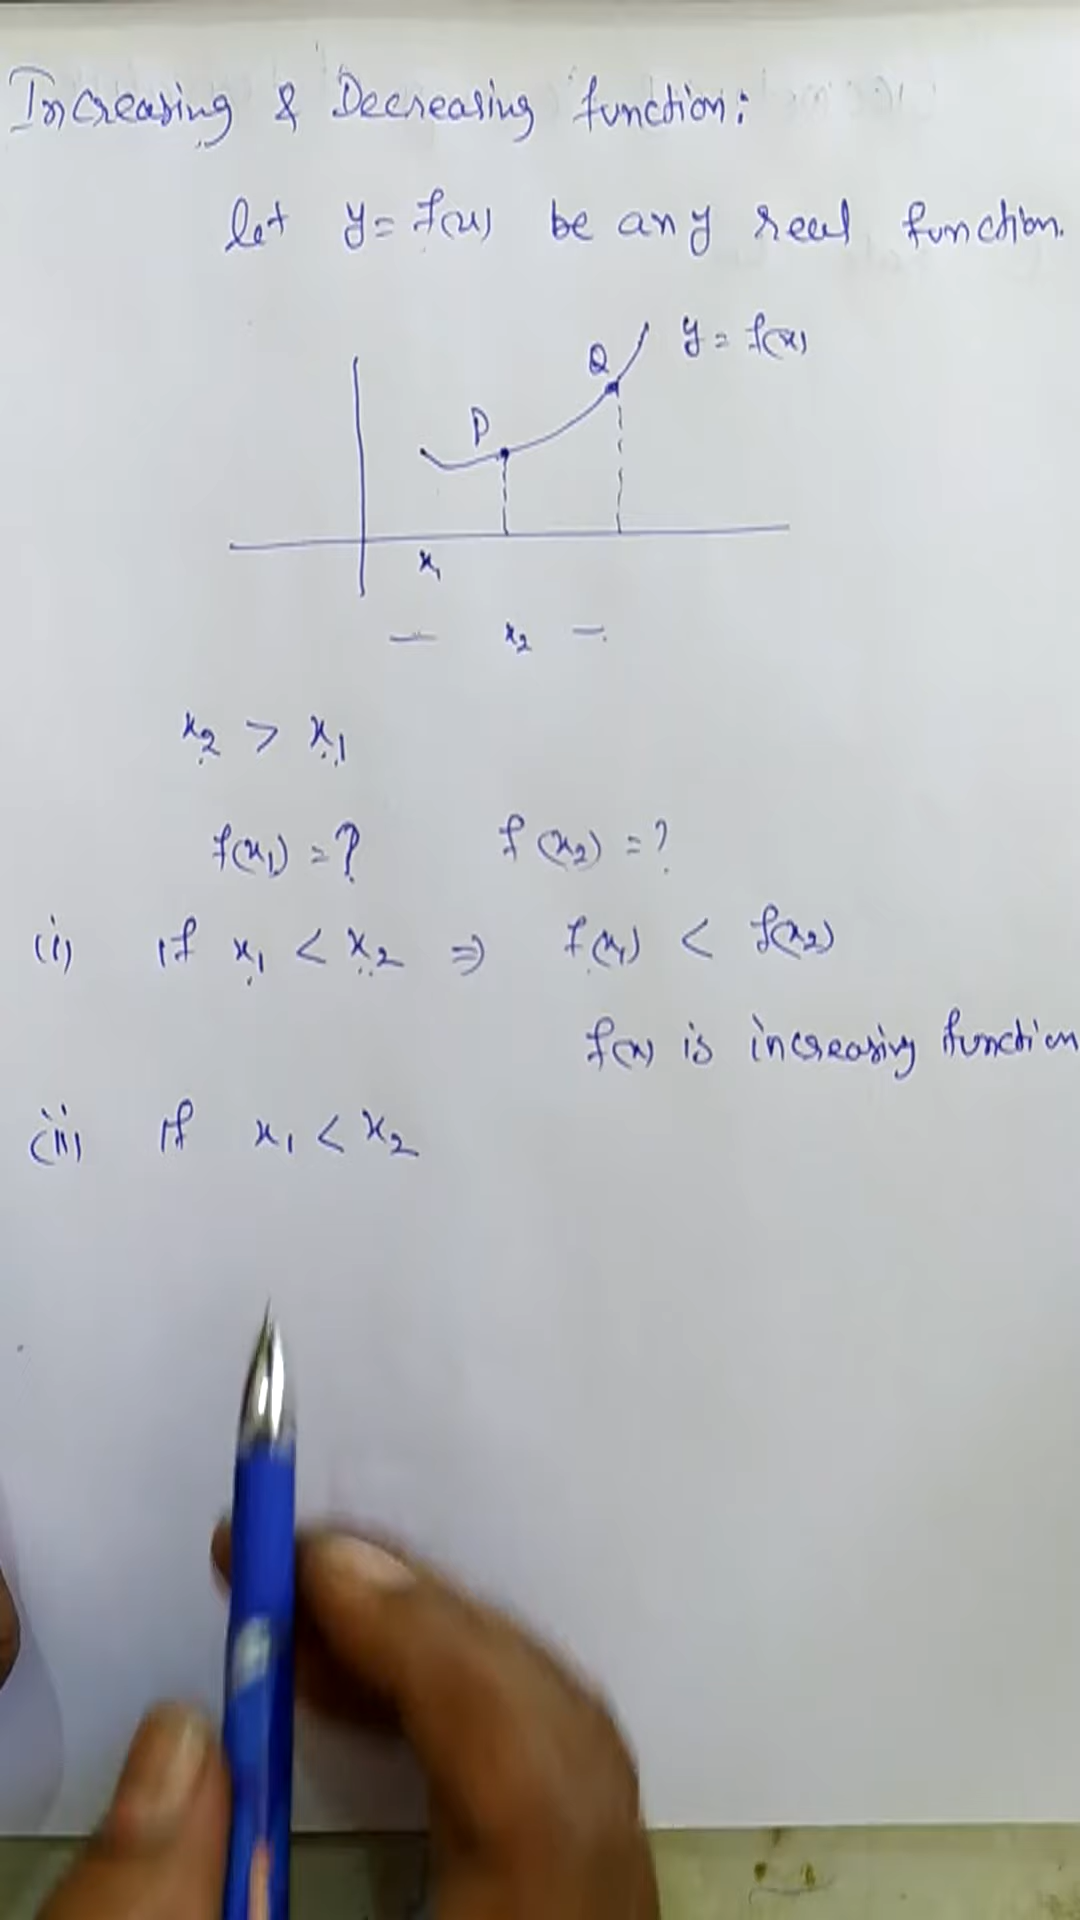 Increasing & Decreasing function:
let y = f(x) be any real function.
y = f(x)
Q
P
x₁
— x₂ —
x₂ > x₁
f(x₁) = ? f(x₂) = ?
(i) if x₁ < x₂ ⇒ f(x₁) < f(x₂)
f(x) is increasing function
(ii) if x₁ < x₂